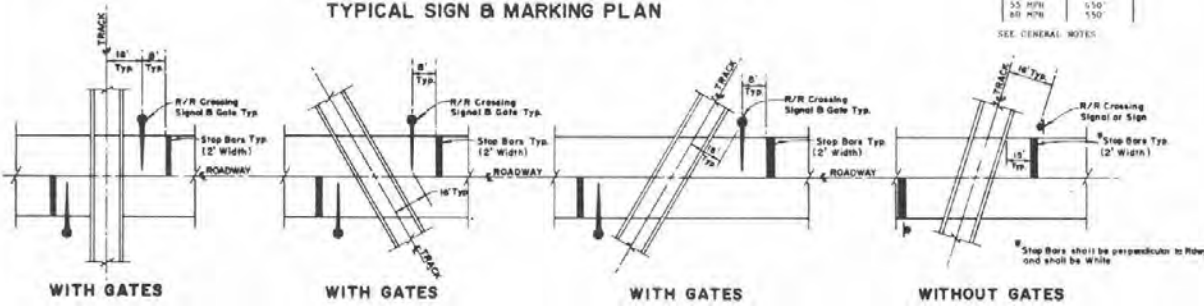 TYPICAL SIGN & MARKING PLAN
55 MPH 650'
60 MPH 550'
SEE GENERAL NOTES
TRACK
18' Typ.
8' Typ.
R/R Crossing
Signal & Gate Typ.
Stop Bars Typ.
(2' Width)
ROADWAY
WITH GATES
8'
Typ.
TRACK
R/R Crossing
Signal & Gate Typ.
Stop Bars Typ.
(2' Width)
ROADWAY
16' Typ.
TRACK
WITH GATES
8'
Typ.
TRACK
R/R Crossing
Signal & Gate Typ.
Stop Bars Typ.
(2' Width)
Typ.
ROADWAY
WITH GATES
16' Typ.
TRACK
R/R Crossing
Signal or Sign
Stop Bars Typ.
(2' Width)
15'
Typ.
ROADWAY
Stop Bars shall be perpendicular to Rdwy
and shall be White
WITHOUT GATES